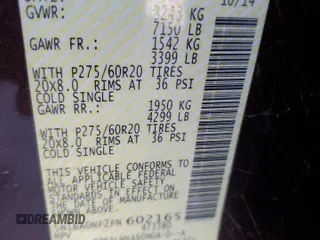 10/14
GVWR: 3243 KG
7150 LB
GAWR FR.: 1542 KG
3399 LB
WITH P275/60R20 TIRES
20X8.0 RIMS AT 36 PSI
COLD SINGLE
GAWR RR.: 1950 KG
4299 LB
WITH P275/60R20 TIRES
20X8.0 RIMS AT 36 PSI
COLD SINGLE
THIS VEHICLE CONFORMS TO ALL
APPLICABLE
MOTOR VEHICLE SAFETY
STANDARDS IN EFFECT ON THE
DATE OF MANUFACTURE
602165
MPV
DREAMBID